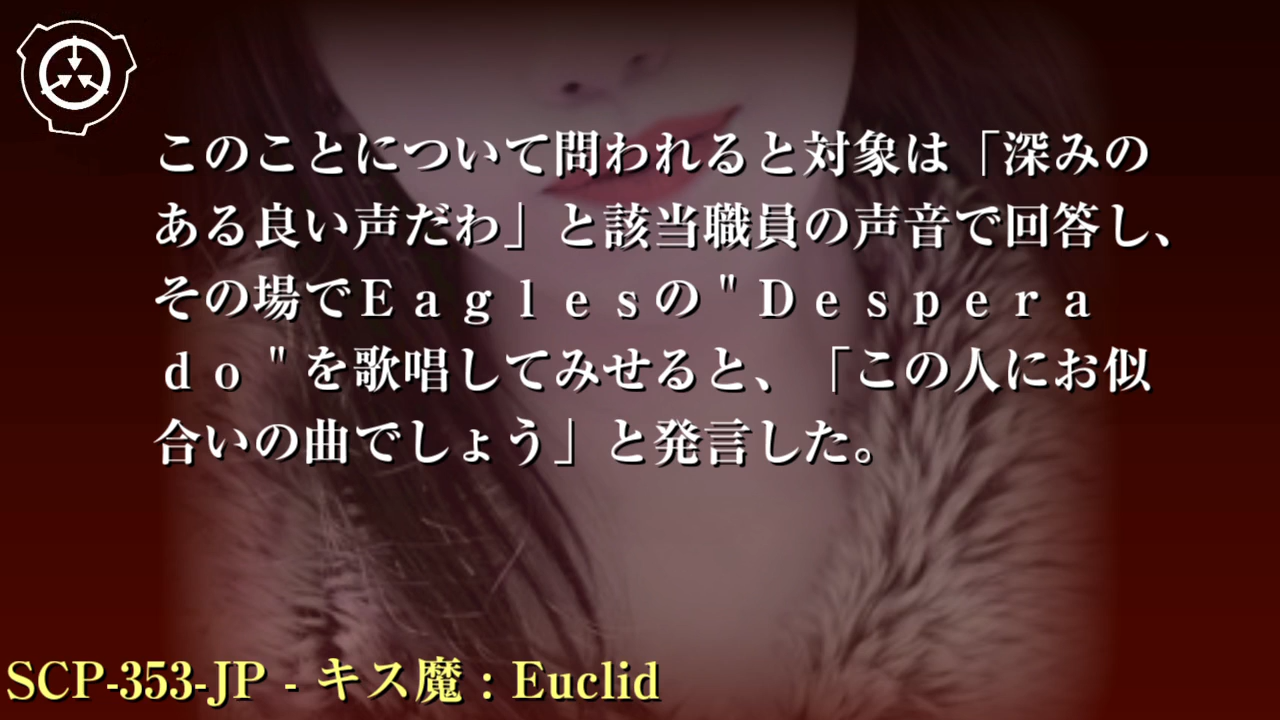 このことについて問われると対象は「深みの
ある良い声だわ」と該当職員の声音で回答し、
その場でＥａｇｌｅｓの＂Ｄｅｓｐｅｒａ
ｄｏ＂を歌唱してみせると、「この人にお似
合いの曲でしょう」と発言した。
SCP-353-JP - キス魔 : Euclid